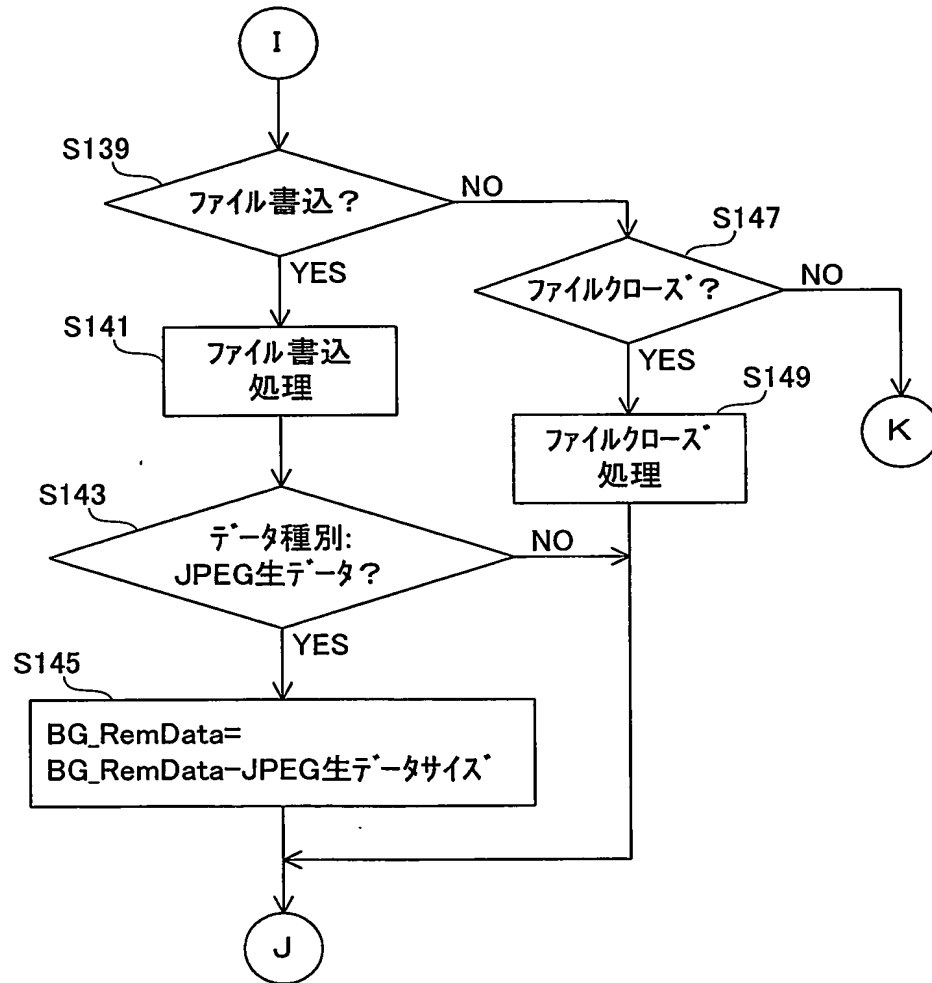 I
S139
ファイル書込？
NO
YES
S147
ファイルクローズ？
NO
YES
S141
ファイル書込
処理
S149
ファイルクローズ
処理
K
S143
データ種別:
JPEG生データ？
NO
YES
S145
BG_RemData=
BG_RemData-JPEG生データサイズ
J